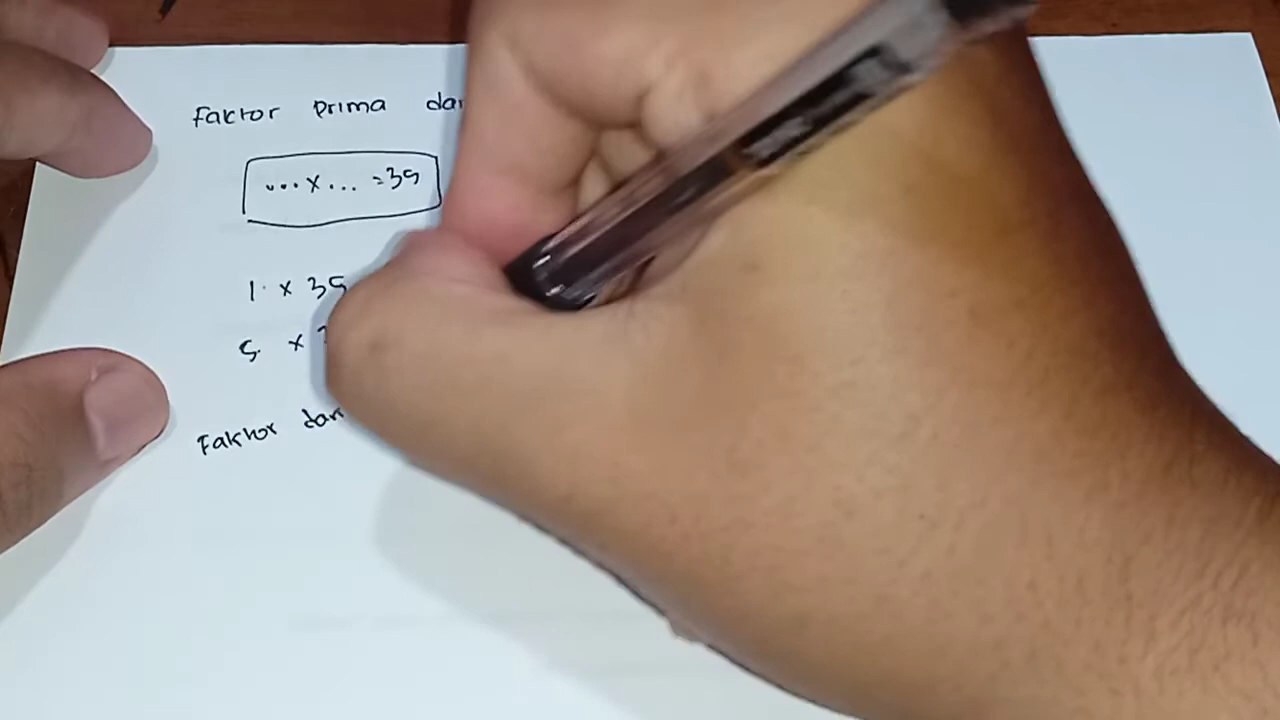 Faktor prima dari
...x... =35
1 x 35
5 x
Faktor dari